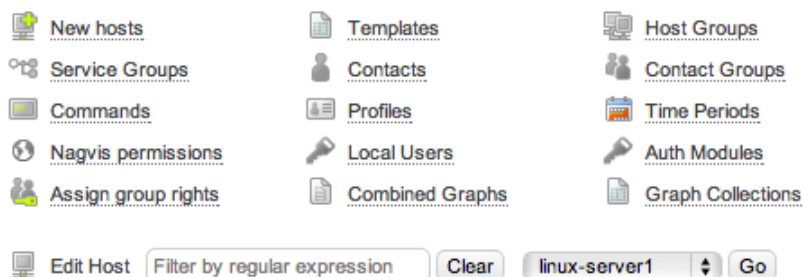 New hosts Templates Host Groups
Service Groups Contacts Contact Groups
Commands Profiles Time Periods
Nagvis permissions Local Users Auth Modules
Assign group rights Combined Graphs Graph Collections
Edit Host Filter by regular expression Clear linux-server1 Go